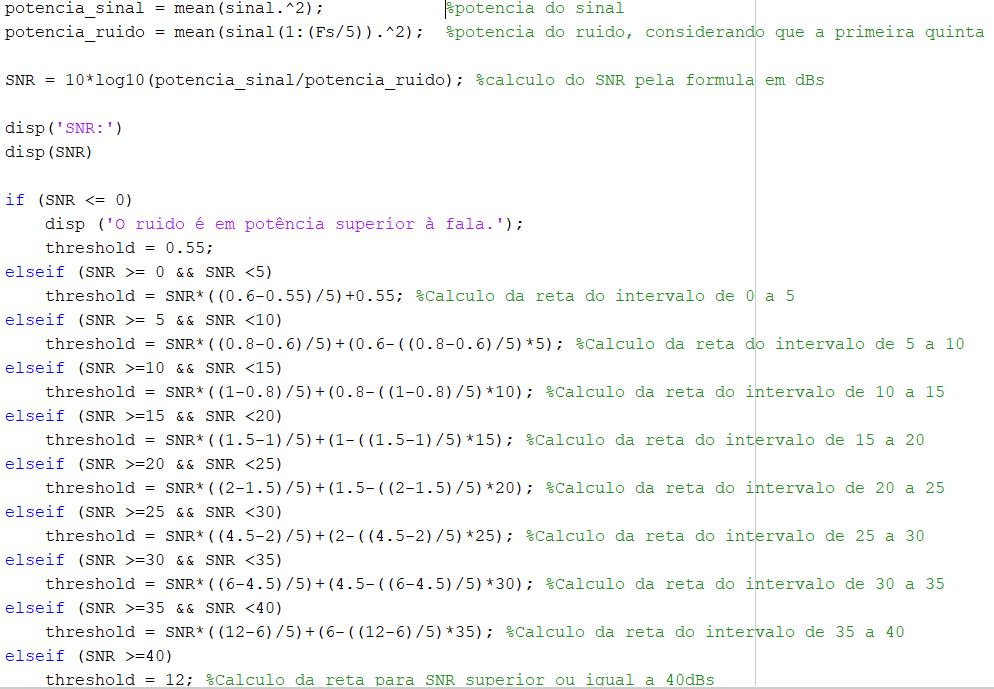 potencia_sinal = mean(sinal.^2);            %potencia do sinal
potencia_ruido = mean(sinal(1:(Fs/5)).^2);  %potencia do ruido, considerando que a primeira quinta

SNR = 10*log10(potencia_sinal/potencia_ruido); %calculo do SNR pela formula em dBs

disp('SNR:')
disp(SNR)

if (SNR <= 0)
    disp ('O ruido é em potência superior à fala.');
    threshold = 0.55;
elseif (SNR >= 0 && SNR <5)
    threshold = SNR*((0.6-0.55)/5)+0.55; %Calculo da reta do intervalo de 0 a 5
elseif (SNR >= 5 && SNR <10)
    threshold = SNR*((0.8-0.6)/5)+(0.6-((0.8-0.6)/5)*5); %Calculo da reta do intervalo de 5 a 10
elseif (SNR >=10 && SNR <15)
    threshold = SNR*((1-0.8)/5)+(0.8-((1-0.8)/5)*10); %Calculo da reta do intervalo de 10 a 15
elseif (SNR >=15 && SNR <20)
    threshold = SNR*((1.5-1)/5)+(1-((1.5-1)/5)*15); %Calculo da reta do intervalo de 15 a 20
elseif (SNR >=20 && SNR <25)
    threshold = SNR*((2-1.5)/5)+(1.5-((2-1.5)/5)*20); %Calculo da reta do intervalo de 20 a 25
elseif (SNR >=25 && SNR <30)
    threshold = SNR*((4.5-2)/5)+(2-((4.5-2)/5)*25); %Calculo da reta do intervalo de 25 a 30
elseif (SNR >=30 && SNR <35)
    threshold = SNR*((6-4.5)/5)+(4.5-((6-4.5)/5)*30); %Calculo da reta do intervalo de 30 a 35
elseif (SNR >=35 && SNR <40)
    threshold = SNR*((12-6)/5)+(6-((12-6)/5)*35); %Calculo da reta do intervalo de 35 a 40
elseif (SNR >=40)
    threshold = 12; %Calculo da reta para SNR superior ou igual a 40dBs